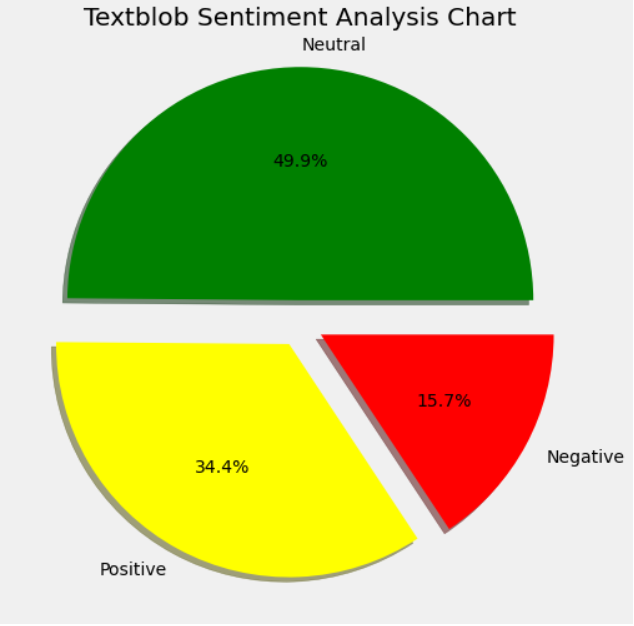 Textblob Sentiment Analysis Chart
Neutral
49.9%
15.7%
Negative
34.4%
Positive